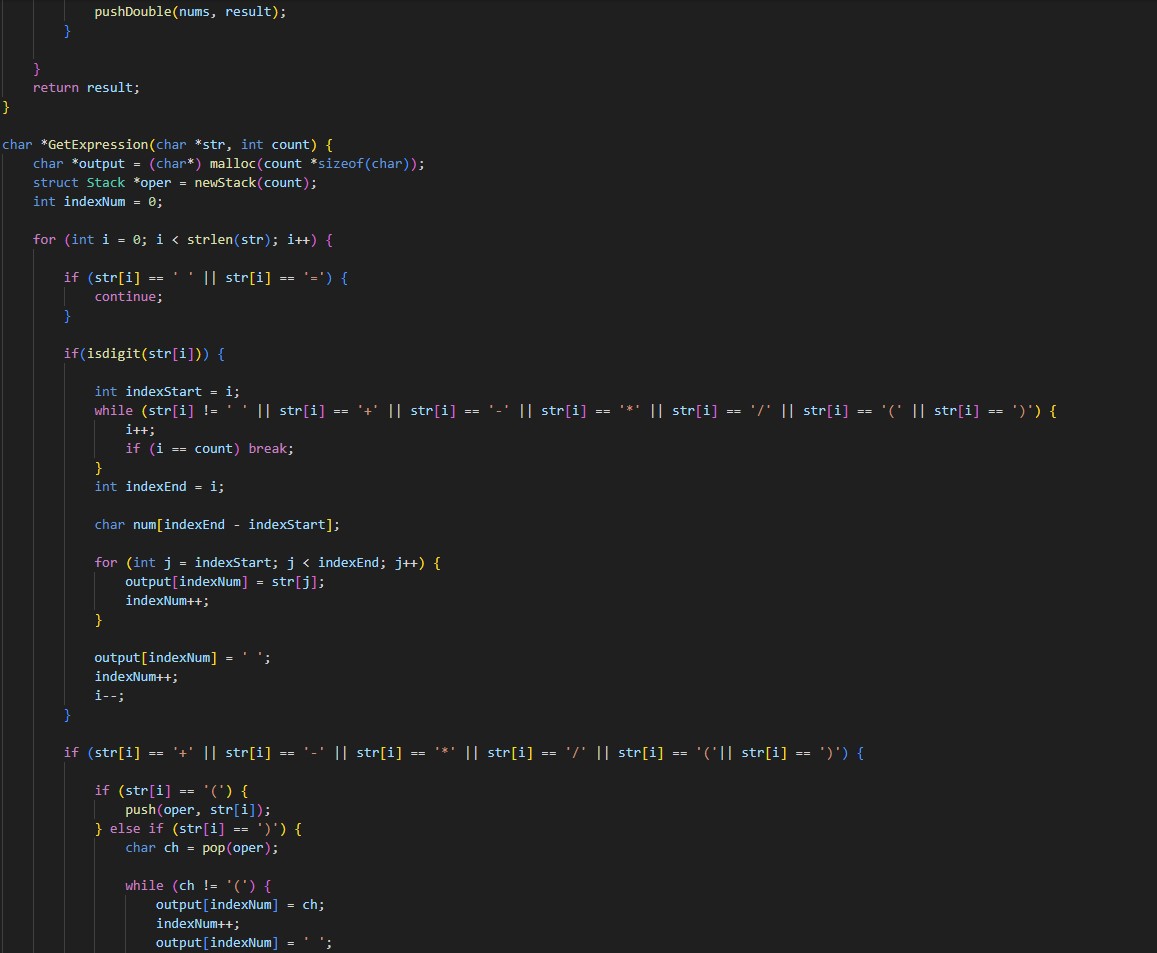 pushDouble(nums, result);
}
}
return result;
}
char *GetExpression(char *str, int count) {
char *output = (char*) malloc(count *sizeof(char));
struct Stack *oper = newStack(count);
int indexNum = 0;
for (int i = 0; i < strlen(str); i++) {
if (str[i] == ' ' || str[i] == '=') {
continue;
}
if(isdigit(str[i])) {
int indexStart = i;
while (str[i] != ' ' || str[i] == '+' || str[i] == '-' || str[i] == '*' || str[i] == '/' || str[i] == '(' || str[i] == ')') {
i++;
if (i == count) break;
}
int indexEnd = i;
char num[indexEnd - indexStart];
for (int j = indexStart; j < indexEnd; j++) {
output[indexNum] = str[j];
indexNum++;
}
output[indexNum] = ' ';
indexNum++;
i--;
}
if (str[i] == '+' || str[i] == '-' || str[i] == '*' || str[i] == '/' || str[i] == '('|| str[i] == ')') {
if (str[i] == '(') {
push(oper, str[i]);
} else if (str[i] == ')') {
char ch = pop(oper);
while (ch != '(') {
output[indexNum] = ch;
indexNum++;
output[indexNum] = ' ';